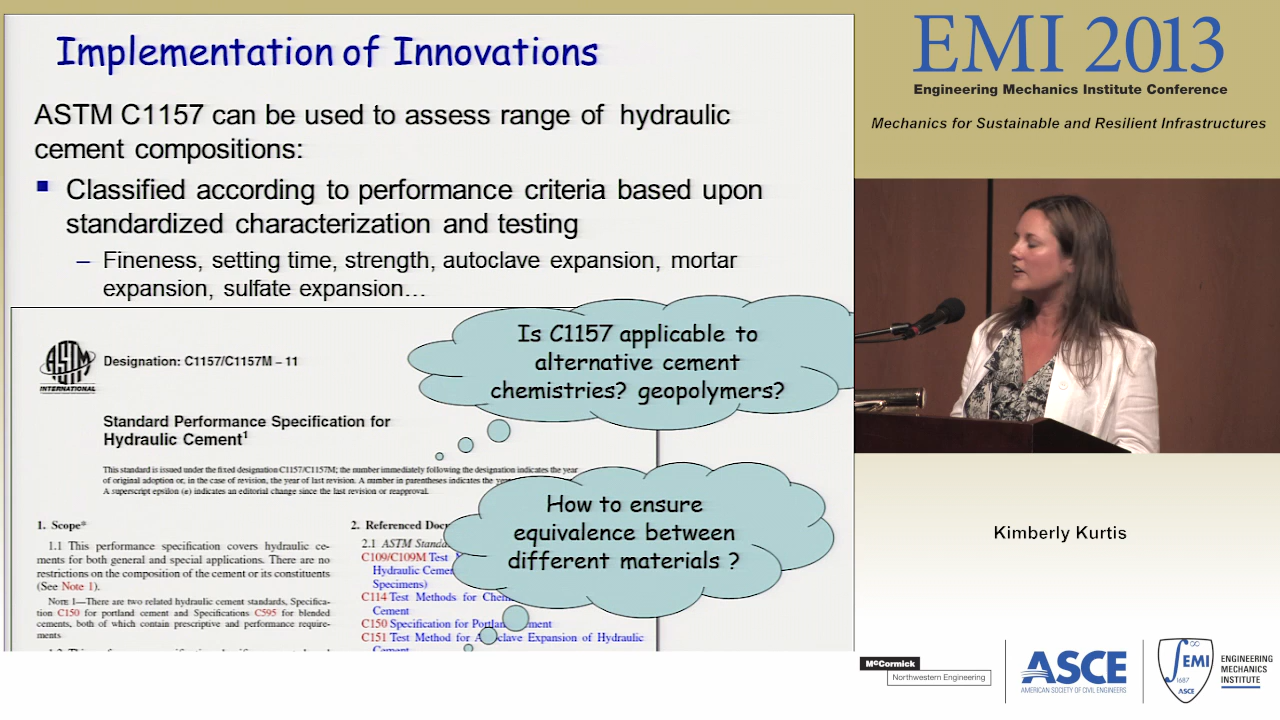 Implementation of Innovations
ASTM C1157 can be used to assess range of hydraulic
cement compositions:
Classified according to performance criteria based upon
standardized characterization and testing
– Fineness, setting time, strength, autoclave expansion, mortar
expansion, sulfate expansion…
Is C1157 applicable to
alternative cement
chemistries? geopolymers?
ASTM
INTERNATIONAL
Designation: C1157/C1157M – 11
Standard Performance Specification for
Hydraulic Cement1
This standard is issued under the fixed designation C1157/C1157M; the number immediately following the designation indicates the year
of original adoption or, in the case of revision, the year of last revision. A number in parentheses indicates the
A superscript epsilon (e) indicates an editorial change since the last revision or reapproval.
How to ensure
equivalence between
different materials ?
1. Scope*
1.1 This performance specification covers hydraulic ce-
ments for both general and special applications. There are no
restrictions on the composition of the cement or its constituents
(See Note 1).
NOTE 1—There are two related hydraulic cement standards, Specifica-
tion C150 for portland cement and Specifications C595 for blended
cements, both of which contain prescriptive and performance require-
ments
2. Referenced
2.1 ASTM
C109/C109M Test
Hydraulic
Specimens)
C114 Test Methods for
Cement
C150 Specification for
C151 Test Method for Expansion of Hydraulic
Cement
EMI 2013
Engineering Mechanics Institute Conference
Mechanics for Sustainable and Resilient Infrastructures
Kimberly Kurtis
McCormick
Northwestern Engineering
ASCE
AMERICAN SOCIETY OF CIVIL ENGINEERS
EMI
1687
ASCE
ENGINEERING
MECHANICS
INSTITUTE